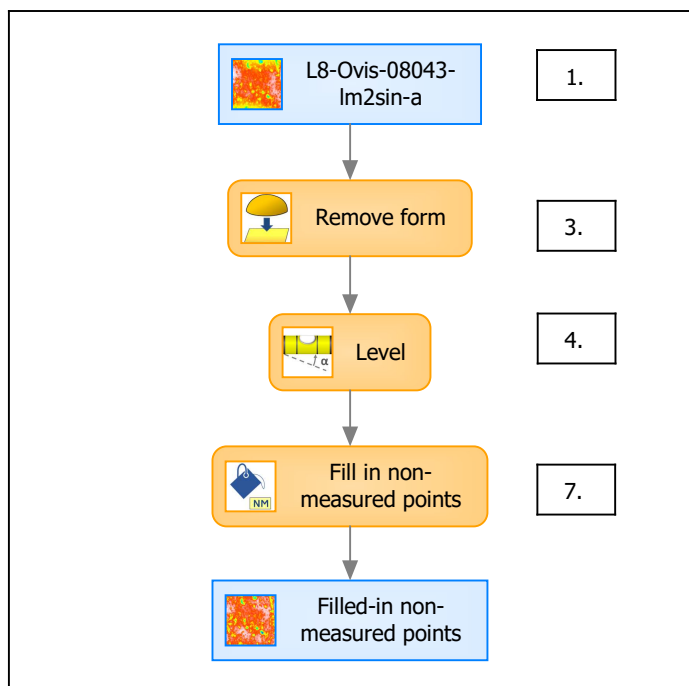 L8-Ovis-08043-
lm2sin-a
1.
Remove form
3.
α
Level
4.
NM
Fill in non-
measured points
7.
Filled-in non-
measured points